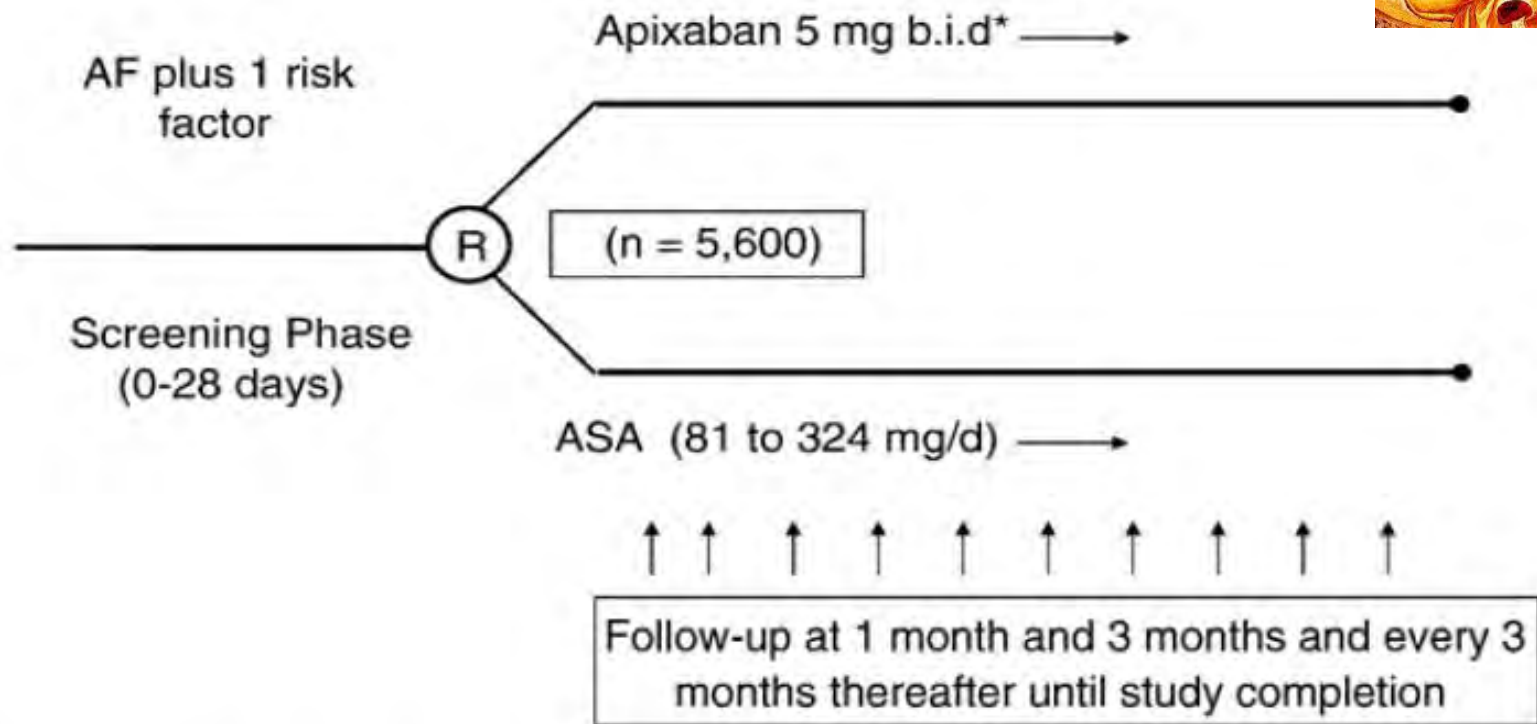 Apixaban 5 mg b.i.d*
AF plus 1 risk
factor
R
(n = 5,600)
Screening Phase
(0-28 days)
ASA (81 to 324 mg/d)
Follow-up at 1 month and 3 months and every 3
months thereafter until study completion